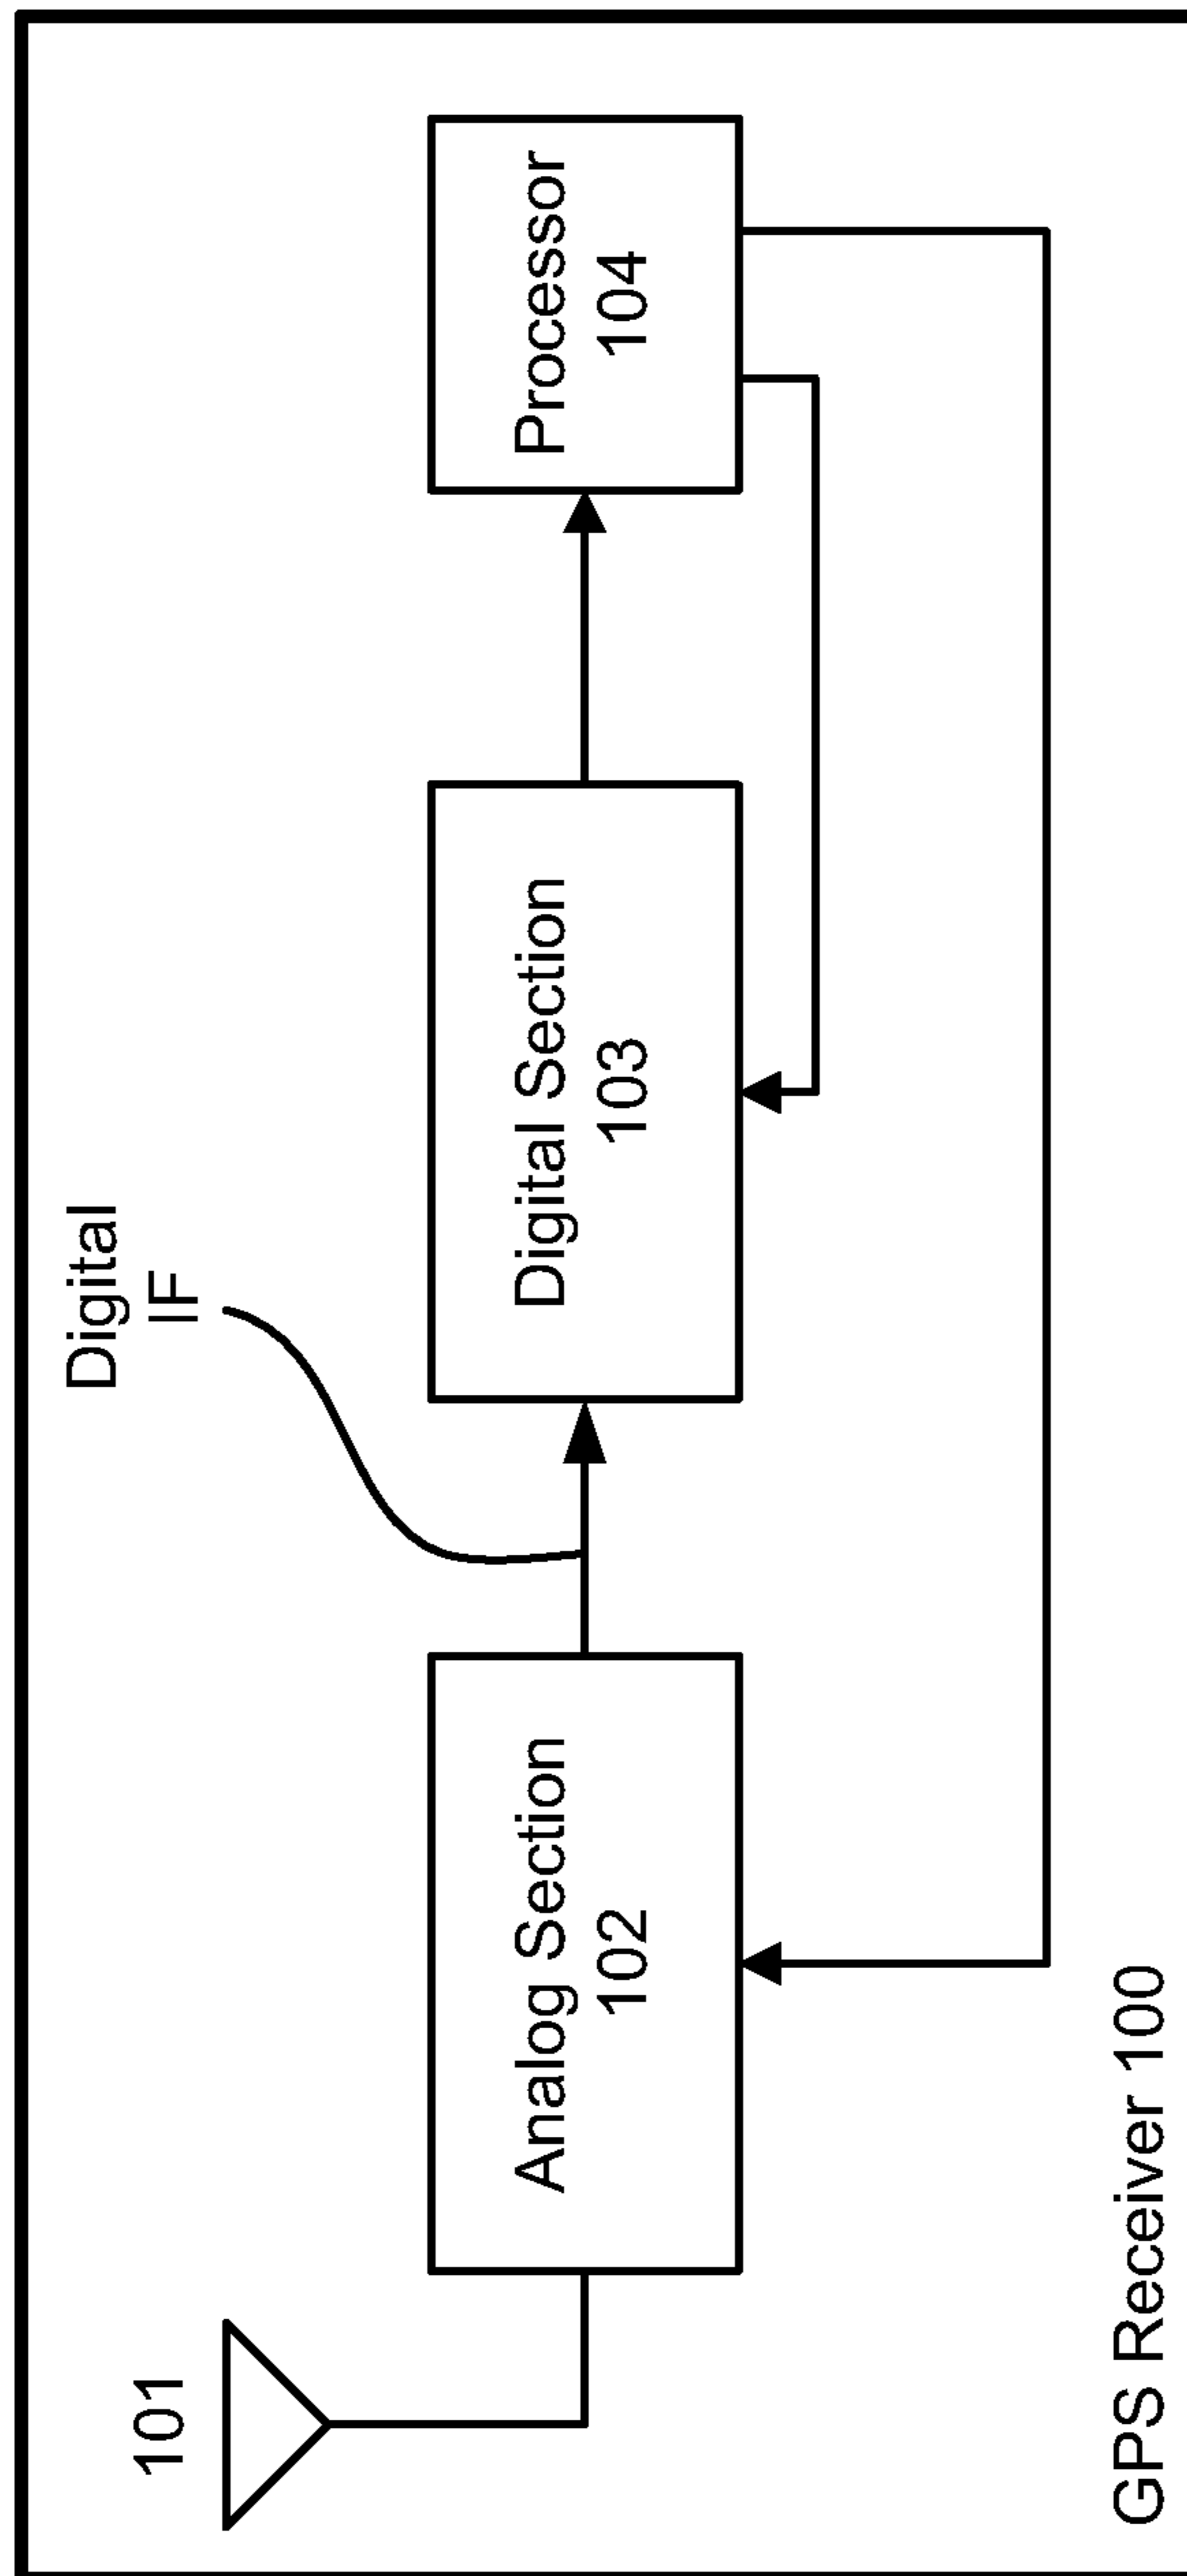 101
Digital
IF
Analog Section
102
Digital Section
103
Processor
104
GPS Receiver 100